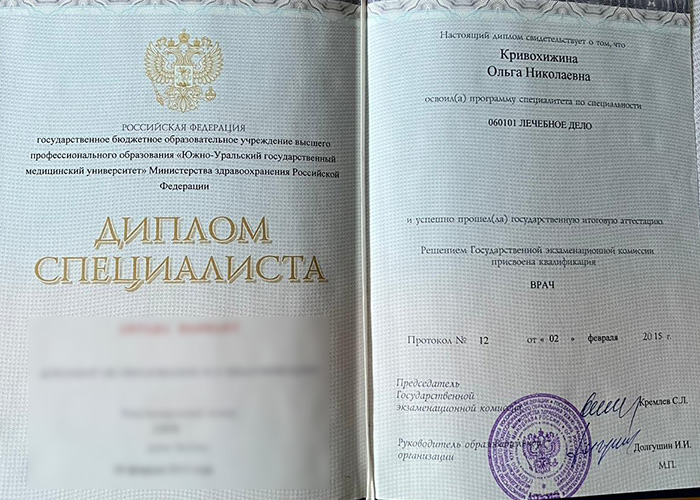 РОССИЙСКАЯ ФЕДЕРАЦИЯ
государственное бюджетное образовательное учреждение высшего
профессионального образования «Южно-Уральский государственный
медицинский университет» Министерства здравоохранения Российской
Федерации
ДИПЛОМ
СПЕЦИАЛИСТА
Настоящий диплом свидетельствует о том, что
Кривохижина
Ольга Николаевна
освоил(а) программу специалитета по специальности
060101 ЛЕЧЕБНОЕ ДЕЛО
и успешно прошел(ла) государственную итоговую аттестацию
Решением Государственной экзаменационной комиссии
присвоена квалификация
ВРАЧ
Протокол № 12 от « 02 » февраля 2015 г.
Председатель
Государственной
экзаменационной комиссии
Кремлев С.Л.
Руководитель образовательной
организации
Долгушин И.И.
М.П.